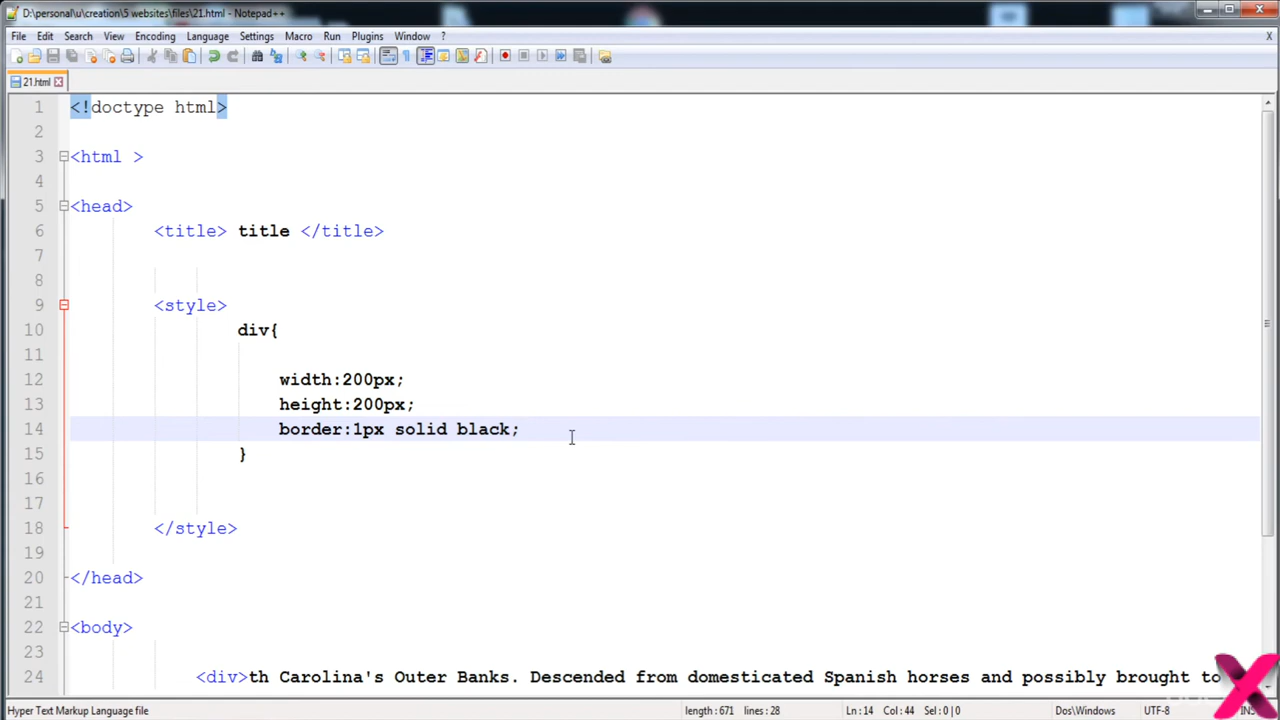 D:\personal\u\creation\5 websites\files\21.html - Notepad++
File Edit Search View Encoding Language Settings Macro Run Plugins Window ? X
21.html
1 <!doctype html>
2
3 <html >
4
5 <head>
6 <title> title </title>
7
8
9 <style>
10 div{
11
12 width:200px;
13 height:200px;
14 border:1px solid black;
15 }
16
17
18 </style>
19
20 </head>
21
22 <body>
23
24 <div>th Carolina's Outer Banks. Descended from domesticated Spanish horses and possibly brought to
Hyper Text Markup Language file length : 671 lines : 28 Ln : 14 Col : 44 Sel : 0 | 0 Dos\Windows UTF-8